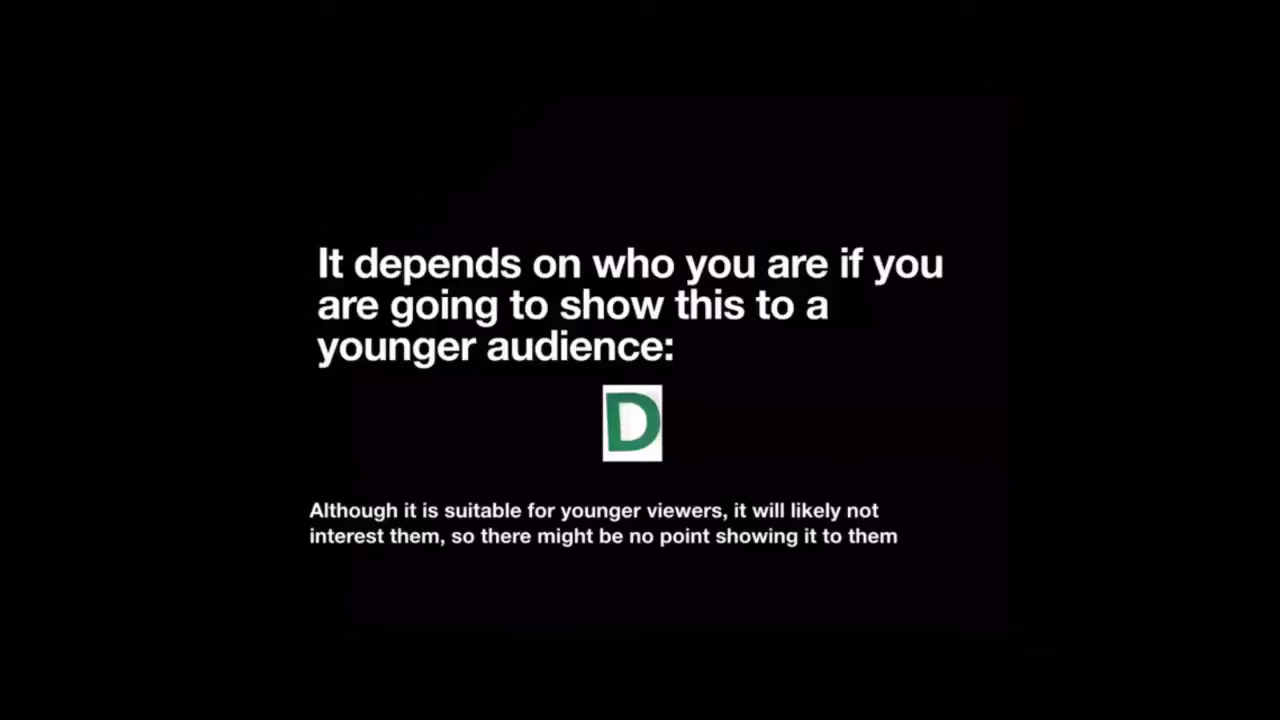 It depends on who you are if you
are going to show this to a
younger audience:
D
Although it is suitable for younger viewers, it will likely not
interest them, so there might be no point showing it to them